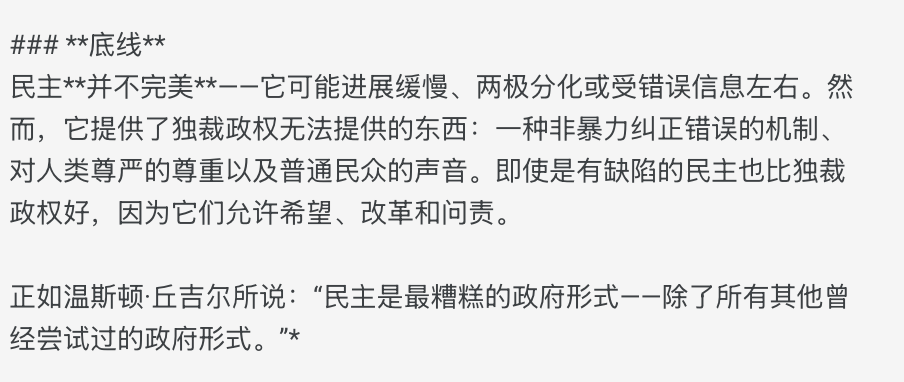 ### **底线**
民主**并不完美**——它可能进展缓慢、两极分化或受错误信息左右。然
而，它提供了独裁政权无法提供的东西：一种非暴力纠正错误的机制、
对人类尊严的尊重以及普通民众的声音。即使是有缺陷的民主也比独裁
政权好，因为它们允许希望、改革和问责。
正如温斯顿·丘吉尔所说：“民主是最糟糕的政府形式——除了所有其他曾
经尝试过的政府形式。”*